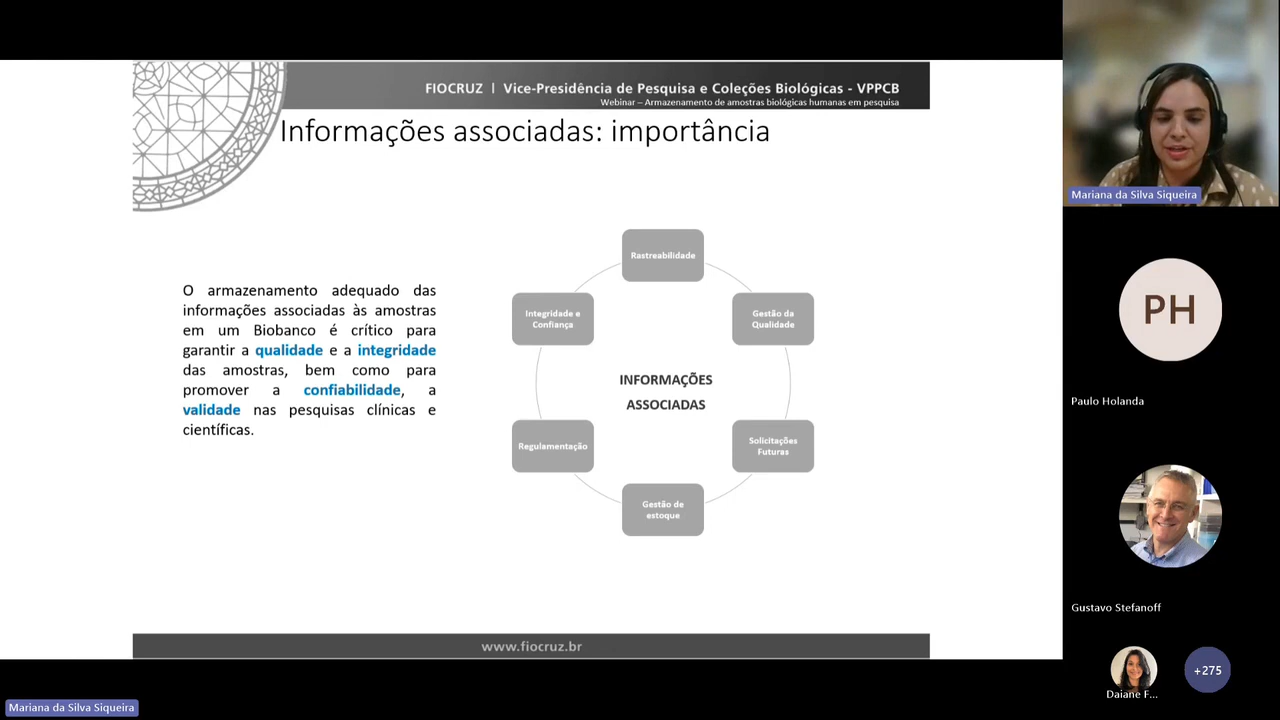 FIOCRUZ | Vice-Presidência de Pesquisa e Coleções Biológicas - VPPCB
Webinar – Armazenamento de amostras biológicas humanas em pesquisa
Informações associadas: importância
O armazenamento adequado das
informações associadas às amostras
em um Biobanco é crítico para
garantir a qualidade e a integridade
das amostras, bem como para
promover a confiabilidade, a
validade nas pesquisas clínicas e
científicas.
Rastreabilidade
Gestão da
Qualidade
Solicitações
Futuras
Gestão de
estoque
Regulamentação
Integridade e
Confiança
INFORMAÇÕES
ASSOCIADAS
www.fiocruz.br
Mariana da Silva Siqueira
PH
Paulo Holanda
Gustavo Stefanoff
Daiane F...
+275
Mariana da Silva Siqueira